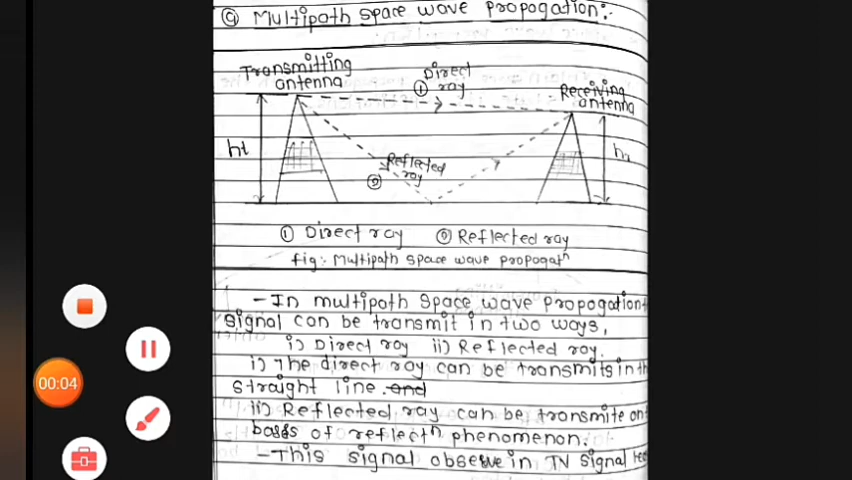 Multipath space wave propogation:-
Transmitting antenna
① Direct ray
Receiving antenna
ht
Reflected ray
②
① Direct ray ② Reflected ray
fig:- Multipath space wave propogatⁿ
- In multipath space wave propogation
signal can be transmit in two ways,
i) Direct ray ii) Reflected ray.
i) The direct ray can be transmits in th
straight line. and
ii) Reflected ray can be transmite on
basis of reflectⁿ phenomenon.
- This signal observe in TV signal
00:04